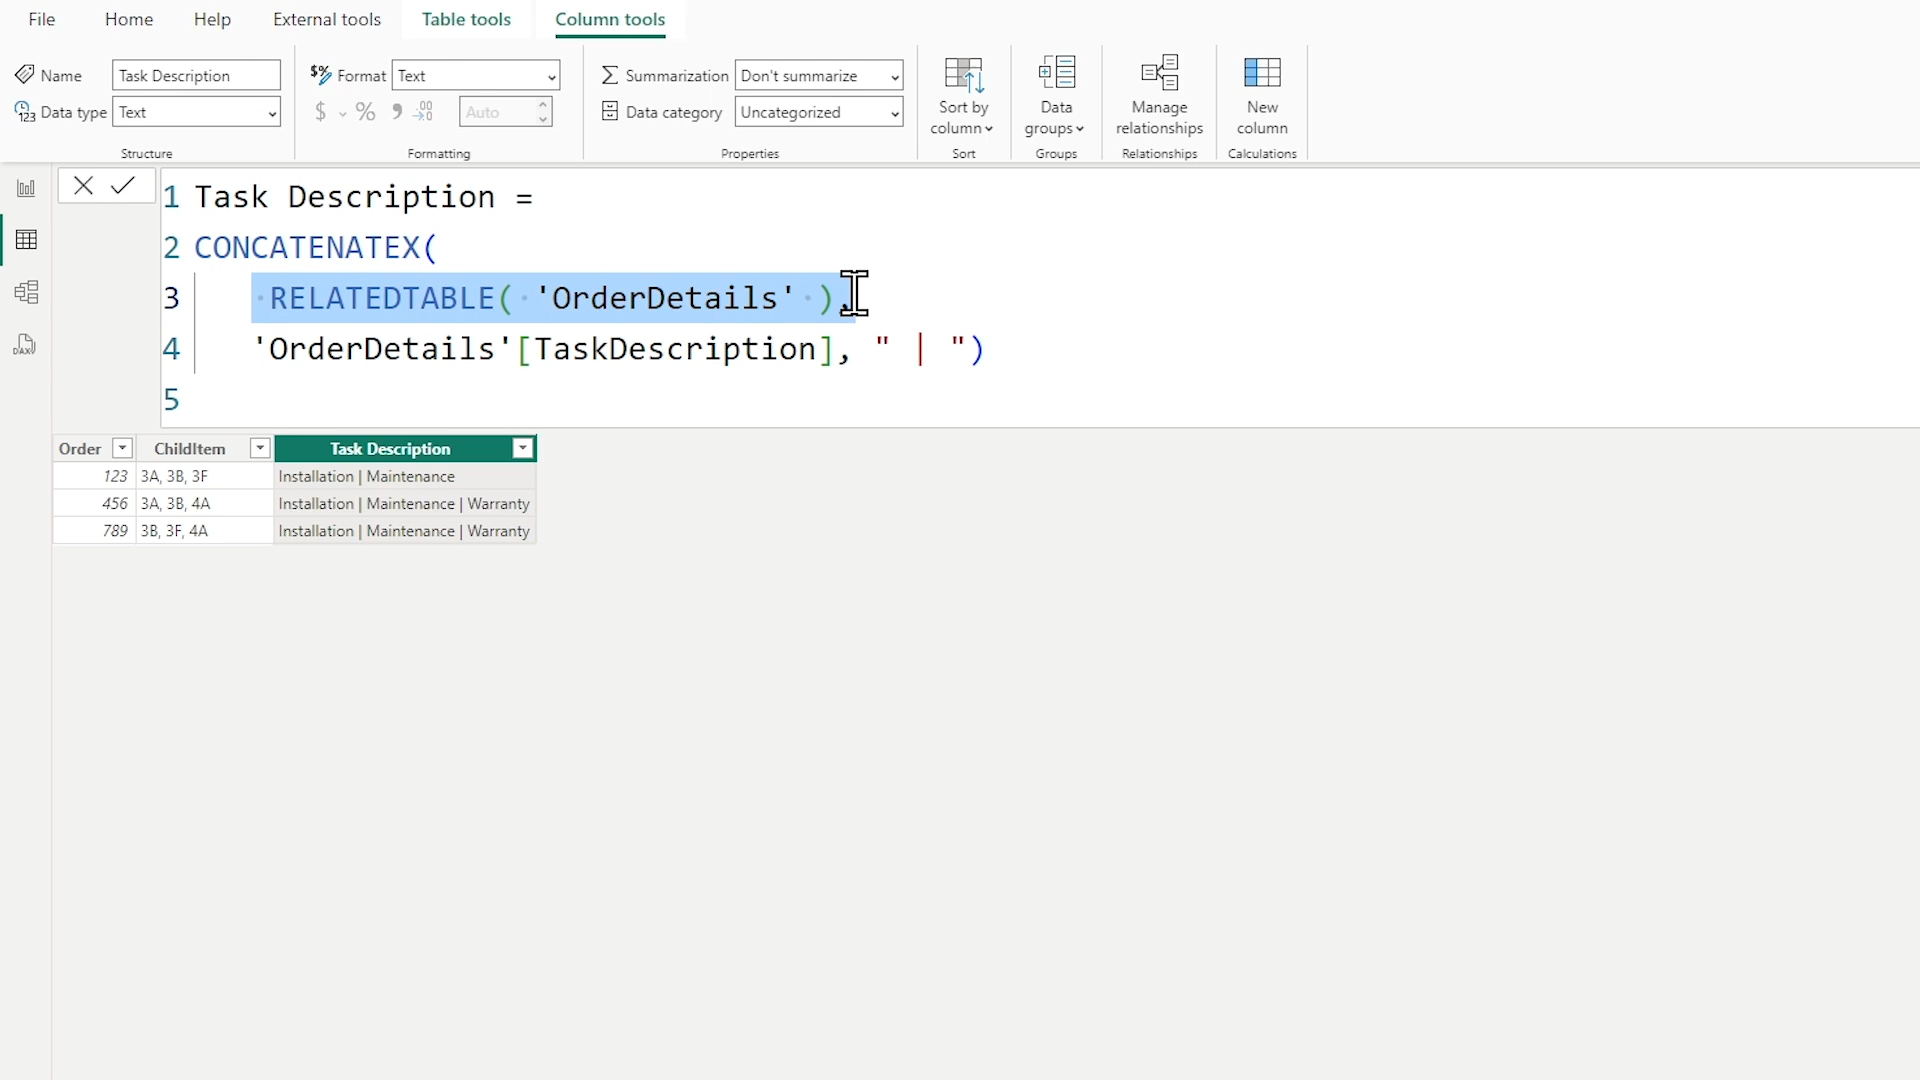 File Home Help External tools Table tools Column tools
Name Task Description
Data type Text
Structure
$% Format Text
$ % , .00 Auto
Formatting
Summarization Don't summarize
Data category Uncategorized
Properties
Sort by
column
Sort
Data
groups
Groups
Manage
relationships
Relationships
New
column
Calculations
DAX
1 Task Description =
2 CONCATENATEX(
3 RELATEDTABLE( 'OrderDetails' ),
4 'OrderDetails'[TaskDescription], " | ")
5
Order ChildItem Task Description
123 3A, 3B, 3F Installation | Maintenance
456 3A, 3B, 4A Installation | Maintenance | Warranty
789 3B, 3F, 4A Installation | Maintenance | Warranty